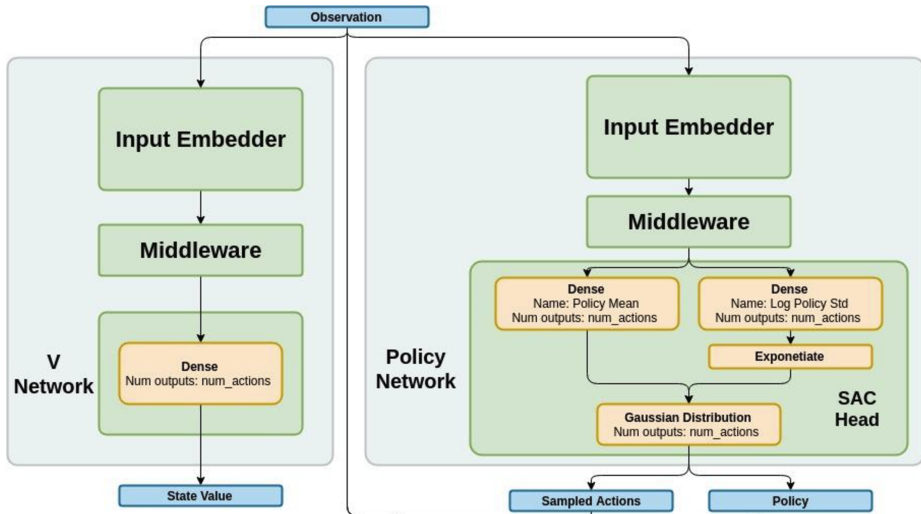 Observation
Input Embedder
Middleware
Dense
Num outputs: num_actions
V
Network
State Value
Input Embedder
Middleware
Dense
Name: Policy Mean
Num outputs: num_actions
Dense
Name: Log Policy Std
Num outputs: num_actions
Exponetiate
Policy
Network
SAC
Head
Gaussian Distribution
Num outputs: num_actions
Sampled Actions
Policy